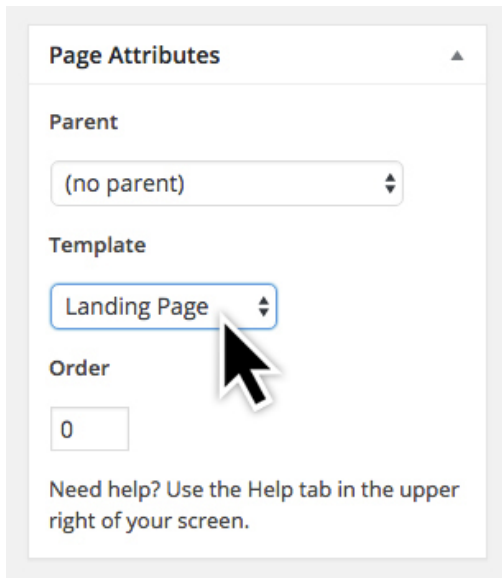 Page Attributes
Parent
(no parent)
Template
Landing Page
Order
0
Need help? Use the Help tab in the upper
right of your screen.